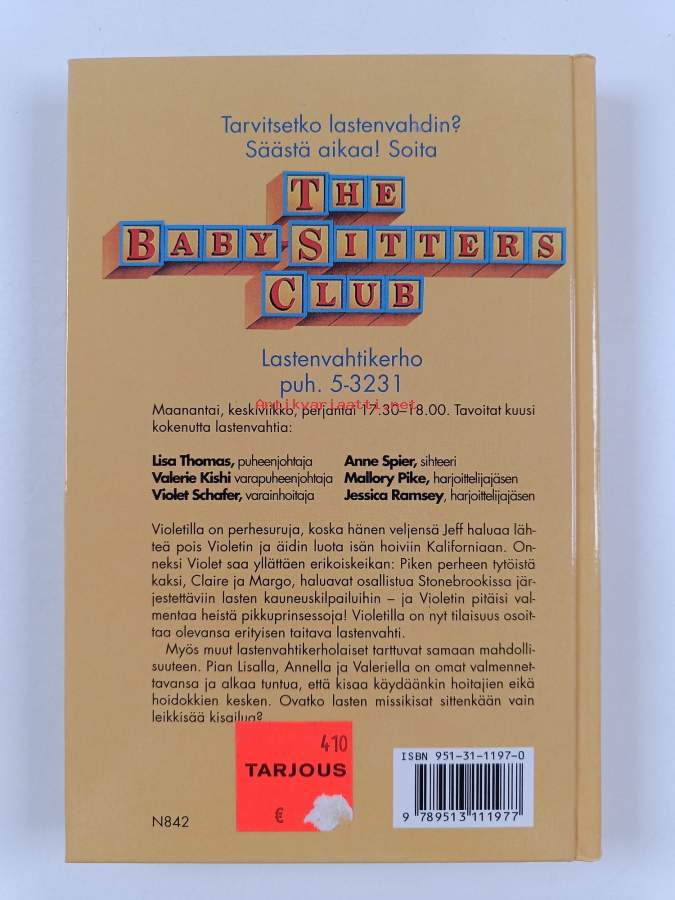 Tarvitsetko lastenvahdin?
Säästä aikaa! Soita
THE
BABY-SITTERS
CLUB
Lastenvahtikerho
puh. 5-3231
Antikvariaatti.net
Maanantai, keskiviikko, perjantai 17.30–18.00. Tavoitat kuusi
kokenutta lastenvahtia:
Lisa Thomas, puheenjohtaja
Valerie Kishi varapuheenjohtaja
Violet Schafer, varainhoitaja
Anne Spier, sihteeri
Mallory Pike, harjoittelijajäsen
Jessica Ramsey, harjoittelijajäsen
Violetilla on perhesuruja, koska hänen veljensä Jeff haluaa läh-
teä pois Violetin ja äidin luota isän hoiviin Kaliforniaan. On-
neksi Violet saa yllättäen erikoiskeikan: Piken perheen tytöistä
kaksi, Claire ja Margo, haluavat osallistua Stonebrookissa jär-
jestettäviin lasten kauneuskilpailuihin – ja Violetin pitäisi val-
mentaa heistä pikkuprinsessoja! Violetilla on nyt tilaisuus osoit-
taa olevansa erityisen taitava lastenvahti.
Myös muut lastenvahtikerholaiset tarttuvat samaan mahdolli-
suuteen. Pian Lisalla, Annella ja Valeriella on omat valmennet-
tavansa ja alkaa tuntua, että kisaa käydäänkin hoitajien eikä
hoidokkien kesken. Ovatko lasten missikisat sittenkään vain
leikkisää kisailua?
410
TARJOUS
€
N842
ISBN 951-31-1197-0
9 789513 111977